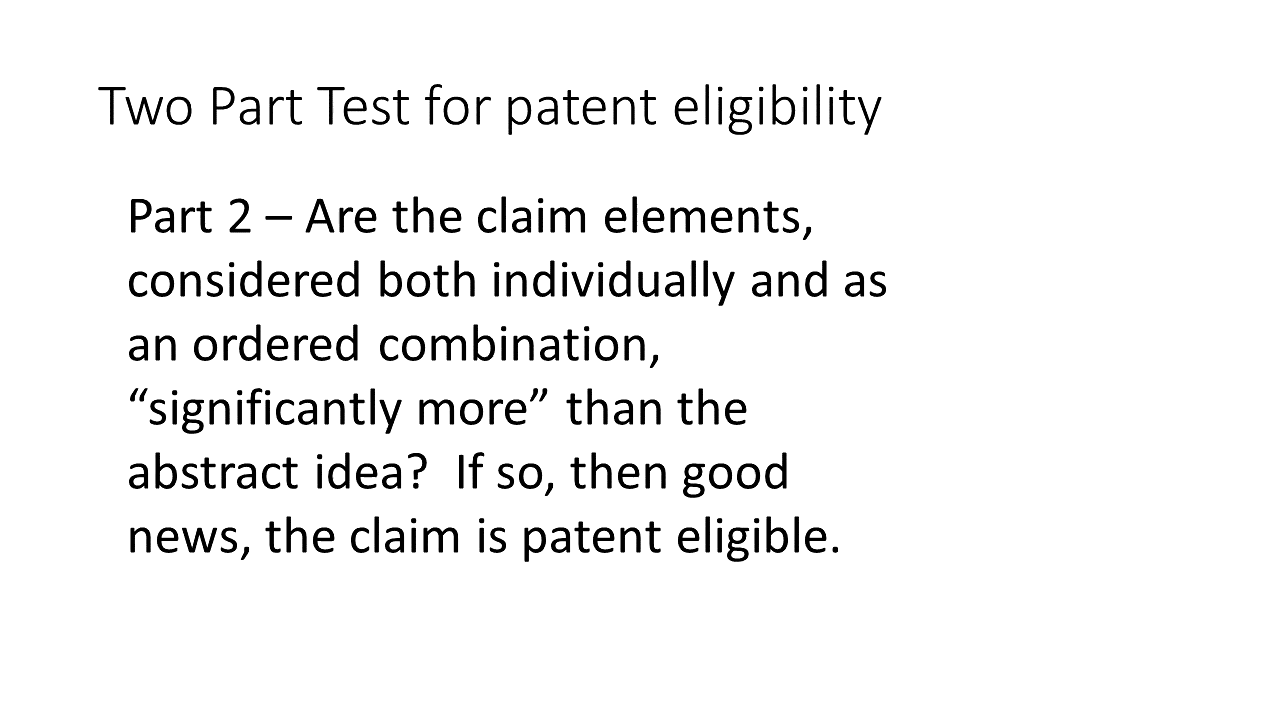 Two Part Test for patent eligibility
Part 2 – Are the claim elements,
considered both individually and as
an ordered combination,
“significantly more” than the
abstract idea?  If so, then good
news, the claim is patent eligible.